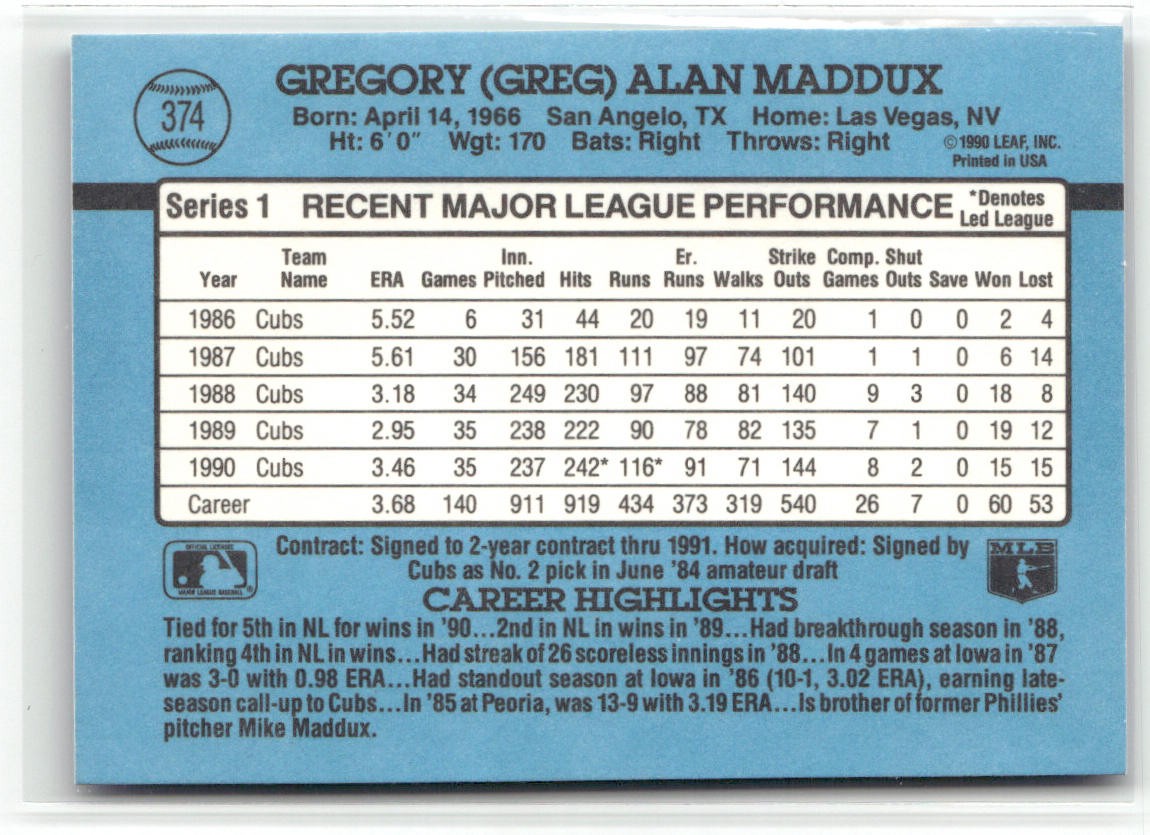 374
GREGORY (GREG) ALAN MADDUX
Born: April 14, 1966 San Angelo, TX Home: Las Vegas, NV
Ht: 6'0" Wgt: 170 Bats: Right Throws: Right
©1990 LEAF, INC.
Printed in USA
Series 1 RECENT MAJOR LEAGUE PERFORMANCE
*Denotes
Led League
Team Inn. Er. Strike Comp. Shut
Year Name ERA Games Pitched Hits Runs Runs Walks Outs Games Outs Save Won Lost
1986 Cubs 5.52 6 31 44 20 19 11 20 1 0 0 2 4
1987 Cubs 5.61 30 156 181 111 97 74 101 1 1 0 6 14
1988 Cubs 3.18 34 249 230 97 88 81 140 9 3 0 18 8
1989 Cubs 2.95 35 238 222 90 78 82 135 7 1 0 19 12
1990 Cubs 3.46 35 237 242* 116* 91 71 144 8 2 0 15 15
Career 3.68 140 911 919 434 373 319 540 26 7 0 60 53
OFFICIAL LICENSEE
MAJOR LEAGUE BASEBALL
®
Contract: Signed to 2-year contract thru 1991. How acquired: Signed by
Cubs as No. 2 pick in June '84 amateur draft
MLB
CAREER HIGHLIGHTS
Tied for 5th in NL for wins in '90...2nd in NL in wins in '89...Had breakthrough season in '88,
ranking 4th in NL in wins...Had streak of 26 scoreless innings in '88...In 4 games at Iowa in '87
was 3-0 with 0.98 ERA...Had standout season at Iowa in '86 (10-1, 3.02 ERA), earning late-
season call-up to Cubs...In '85 at Peoria, was 13-9 with 3.19 ERA...Is brother of former Phillies'
pitcher Mike Maddux.